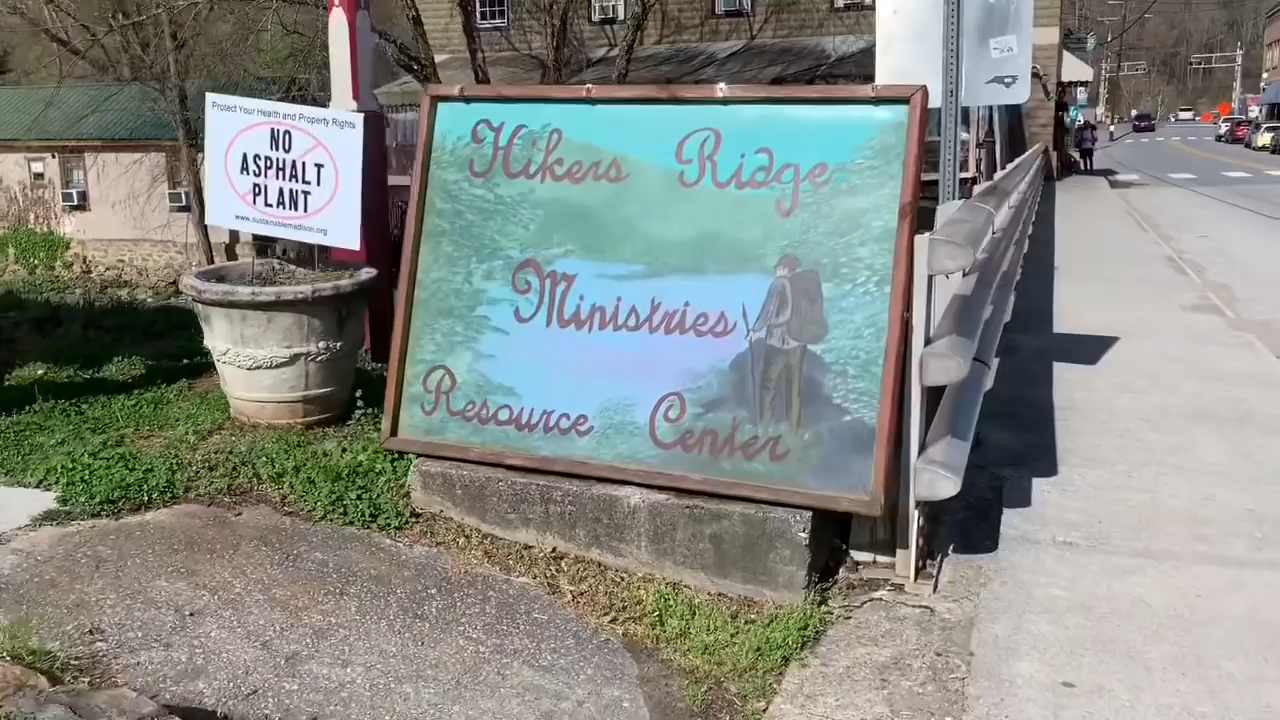 Protect Your Health and Property Rights
NO
ASPHALT
PLANT
www.sustainablemadison.org
Hikers Ridge
Ministries
Resource Center